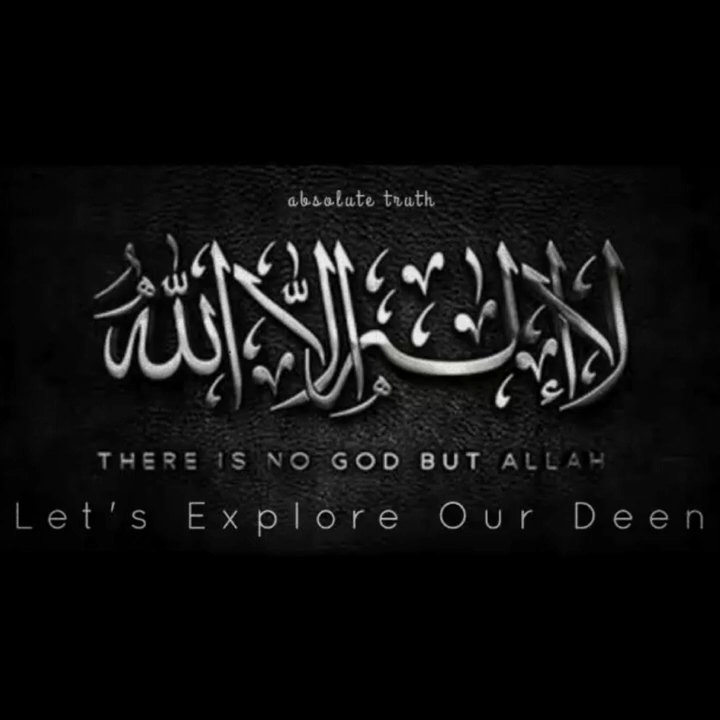 absolute truth
لا إله إلا الله
THERE IS NO GOD BUT ALLAH
Let's Explore Our Deen